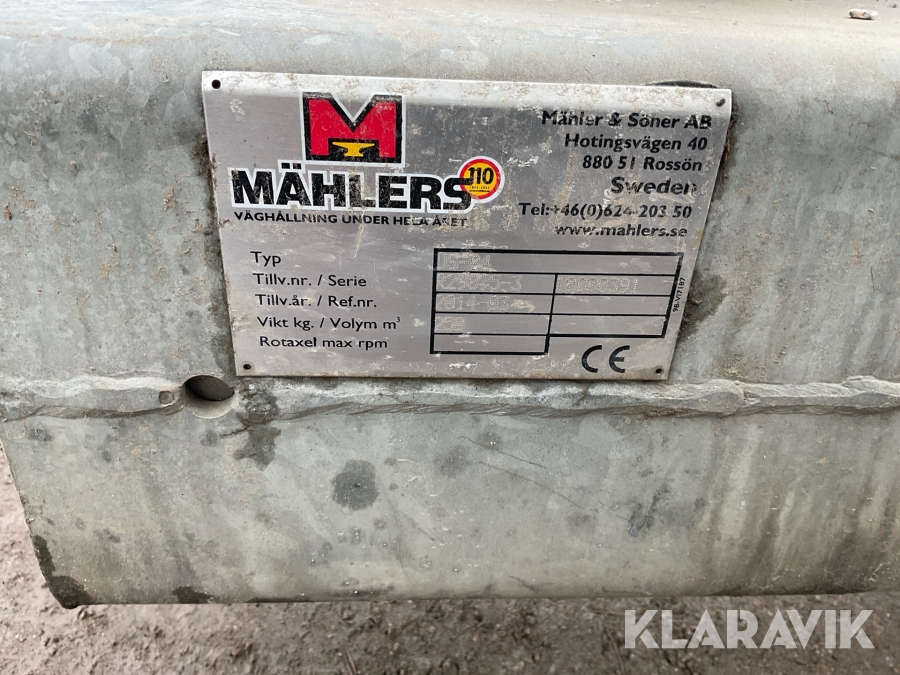 M
MÄHLERS
110
VÄGHÅLLNING UNDER HELA ÅRET
Mähler & Söner AB
Hotingsvägen 40
880 51 Rossön
Sweden
Tel:+46(0)624-203 50
www.mahlers.se
Typ
Tillv.nr. / Serie
Tillv.år. / Ref.nr.
Vikt kg. / Volym m³
Rotaxel max rpm
CE
98-V17187
KLARAVIK